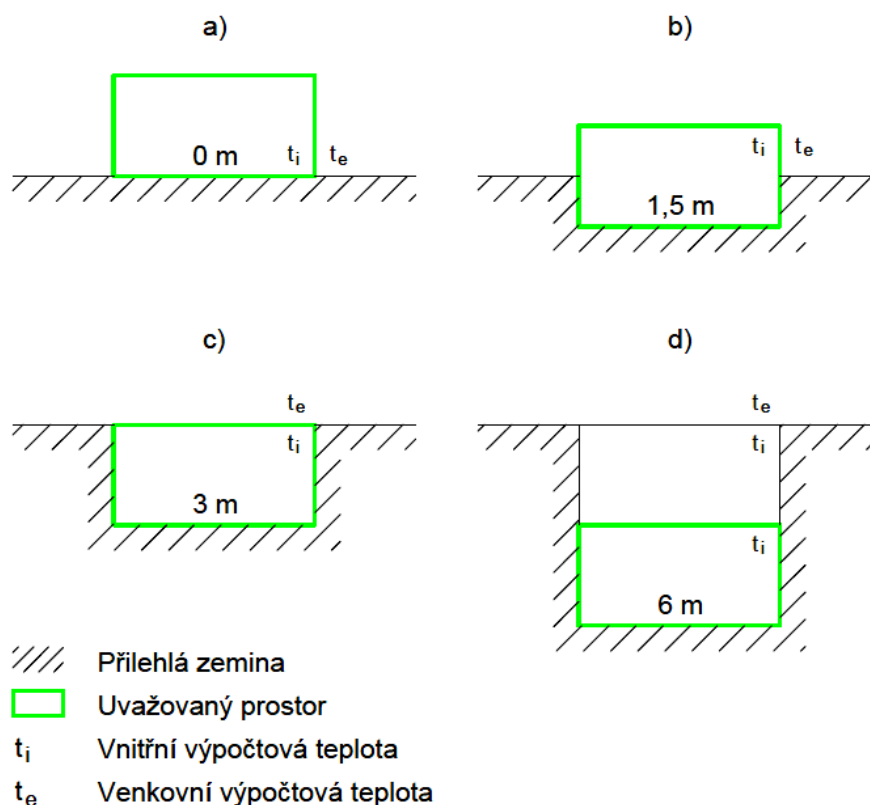 a) b)
0 m tᵢ tₑ
tᵢ tₑ
1,5 m
c) d)
tₑ tₑ
tᵢ tᵢ
3 m
tᵢ
6 m
Přilehlá zemina
Uvažovaný prostor
tᵢ Vnitřní výpočtová teplota
tₑ Venkovní výpočtová teplota